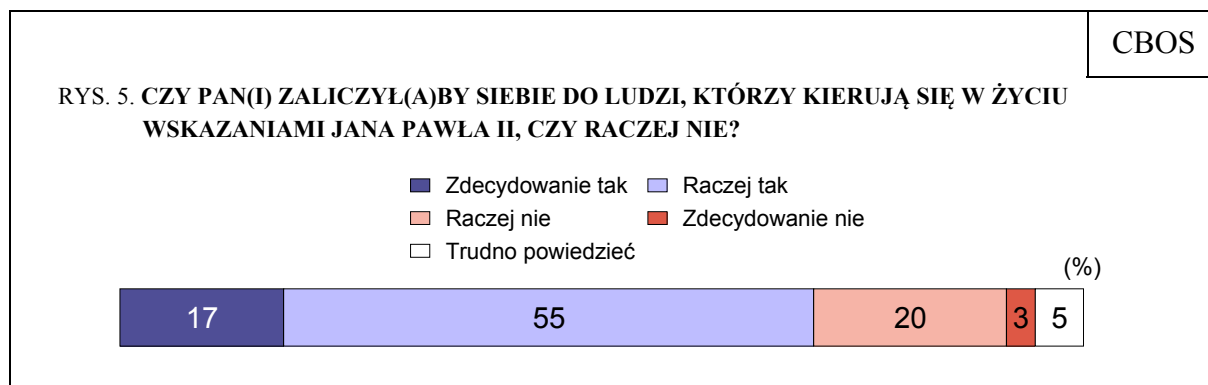 CBOS
RYS. 5. CZY PAN(I) ZALICZYŁ(A)BY SIEBIE DO LUDZI, KTÓRZY KIERUJĄ SIĘ W ŻYCIU
WSKAZANIAMI JANA PAWŁA II, CZY RACZEJ NIE?
Zdecydowanie tak Raczej tak
Raczej nie Zdecydowanie nie
Trudno powiedzieć
(%)
17 55 20 3 5